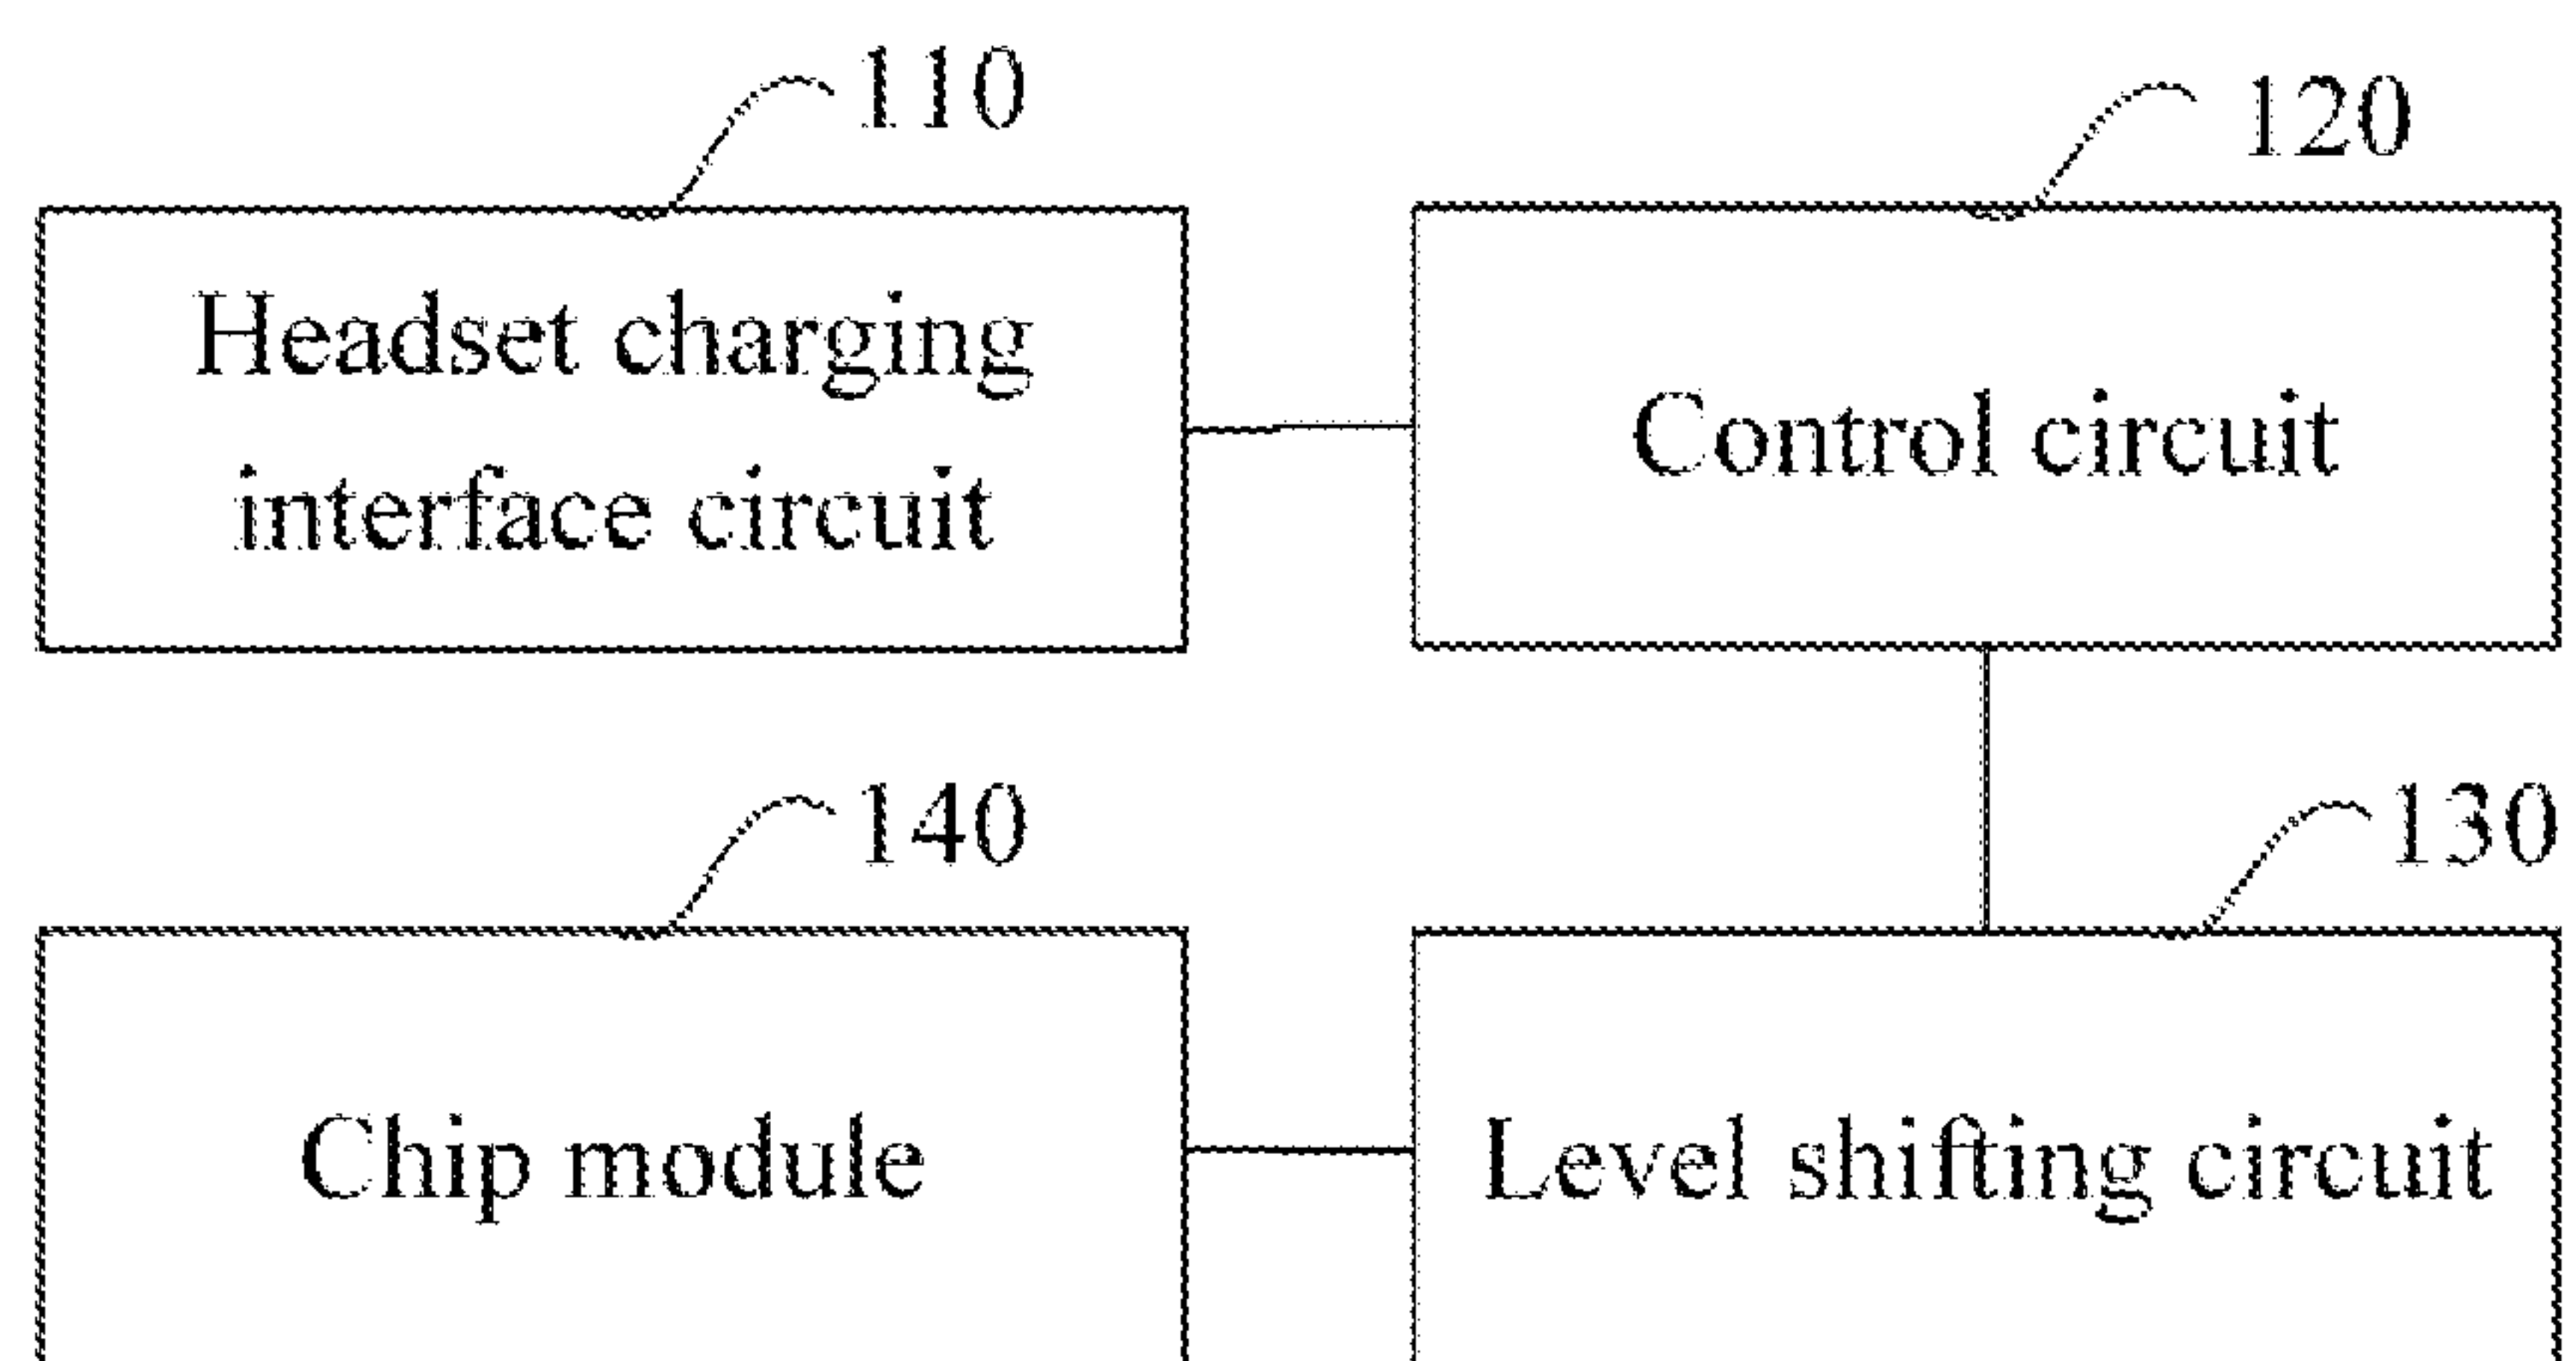 110
120
Headset charging
interface circuit
Control circuit
140
130
Chip module
Level shifting circuit